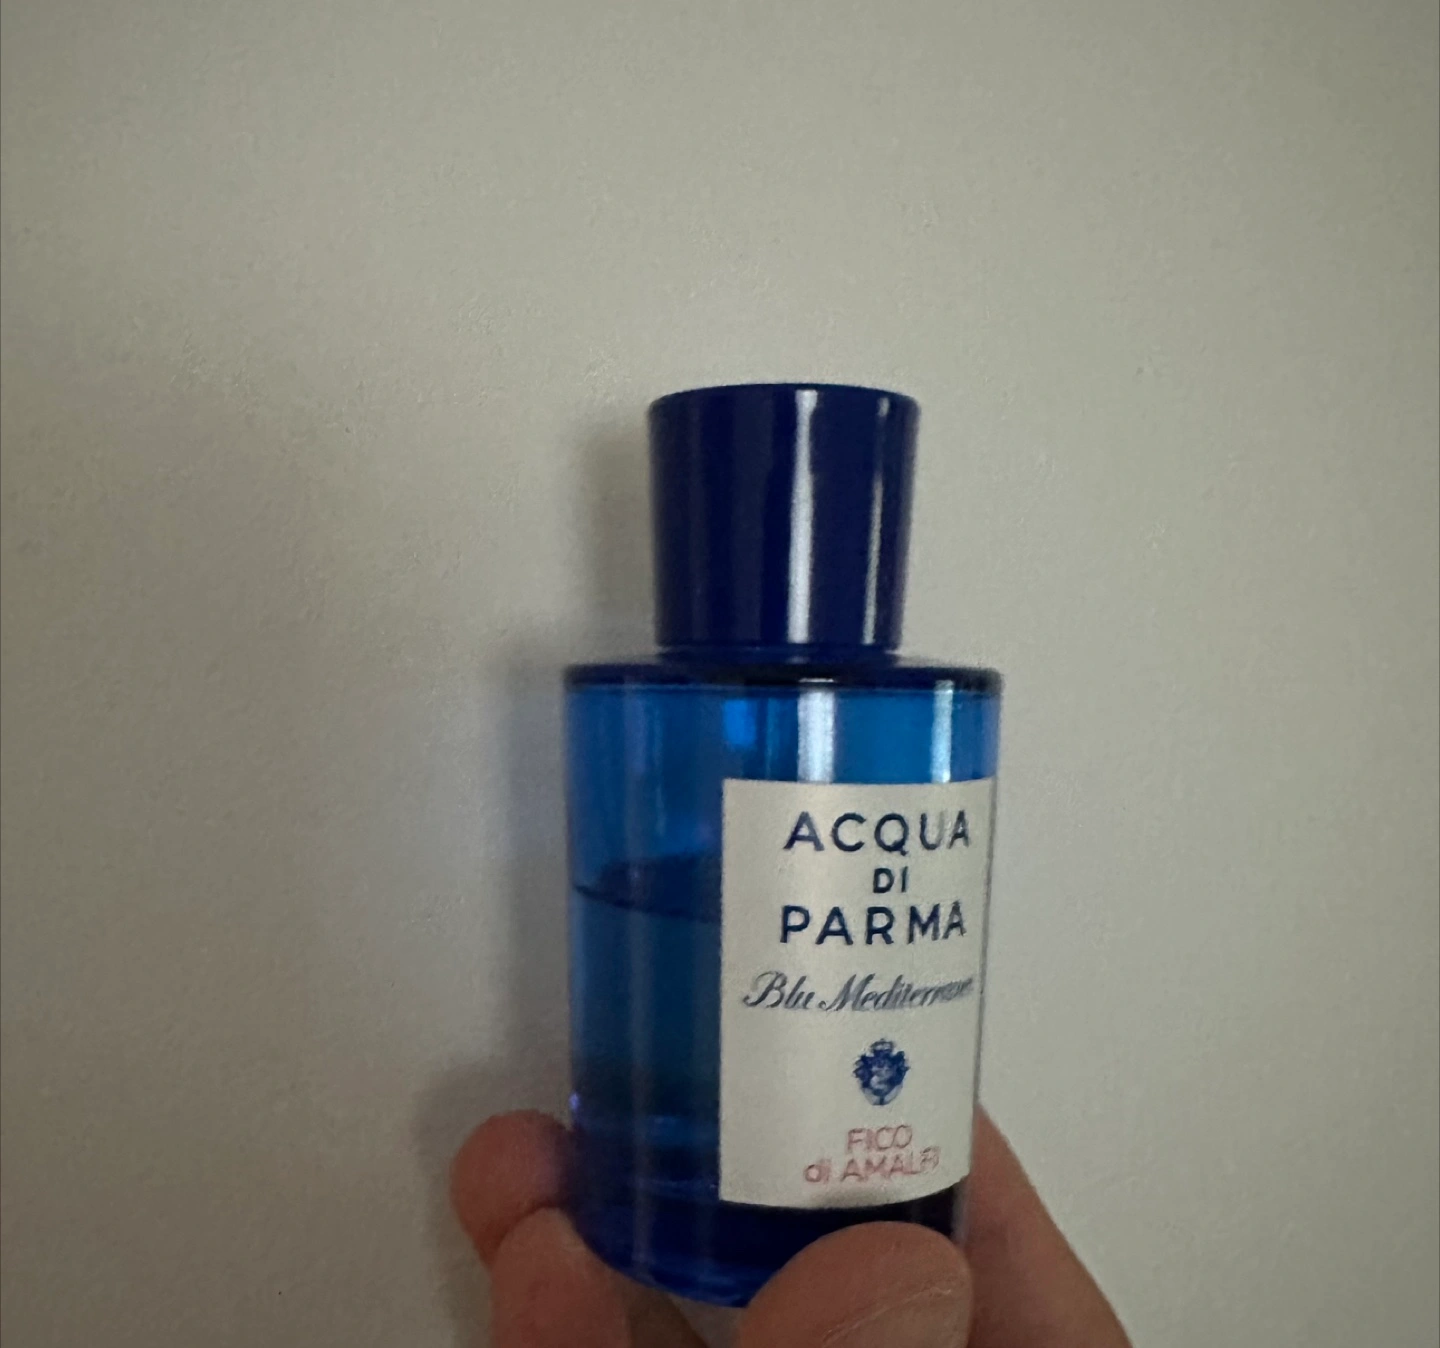 ACQUA
DI
PARMA
Blu Mediterraneo
FICO
di AMALFI